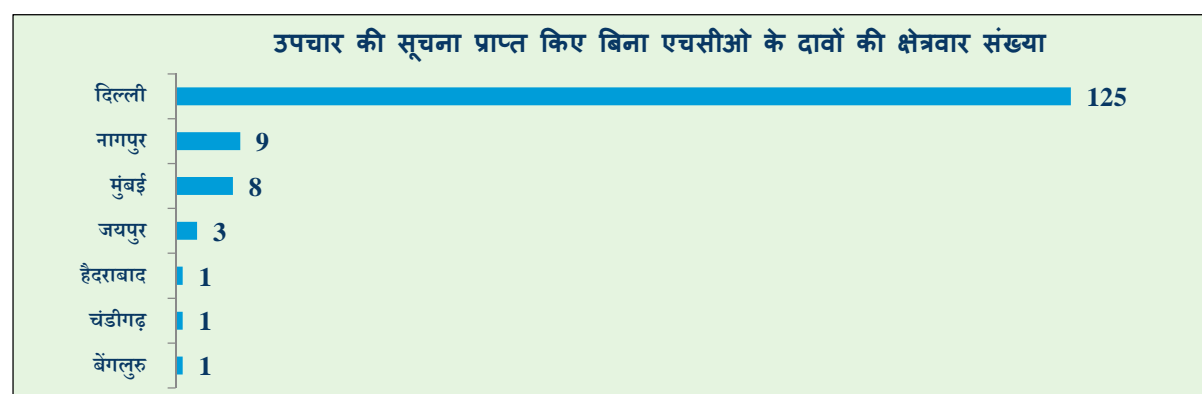 उपचार की सूचना प्राप्त किए बिना एचसीओ के दावों की क्षेत्रवार संख्या
दिल्ली 125
नागपुर 9
मुंबई 8
जयपुर 3
हैदराबाद 1
चंडीगढ़ 1
बेंगलुरु 1